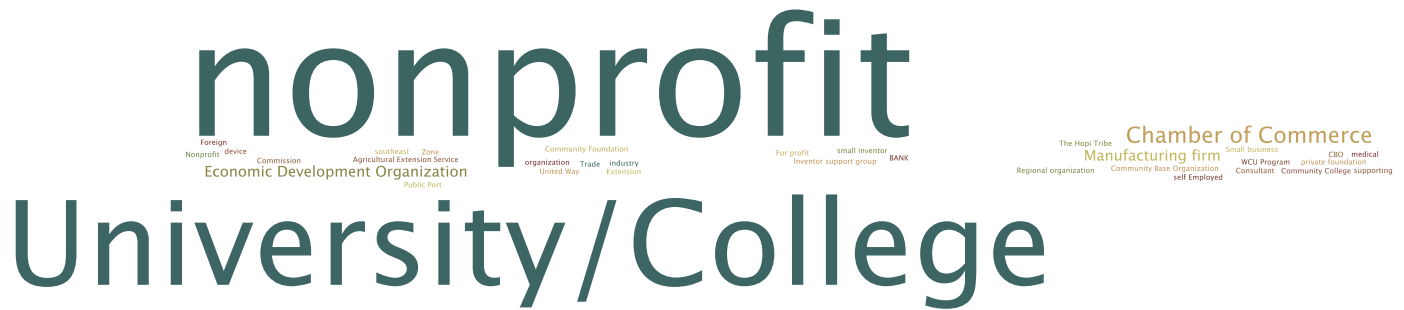 nonprofit
Chamber of Commerce
Foreign
The Hopi Tribe
Nonprofit
device
southeast
Zone
Community Foundation
For profit
small inventor
Manufacturing firm
Small business
CBO
medical
Commission
Agricultural Extension Service
organization
Trade
industry
Inventor support group
BANK
WCU Program
private foundation
Economic Development Organization
United Way
Extension
Regional organization
Community Base Organization
Consultant
Community College
supporting
self Employed
Public Port
University/College